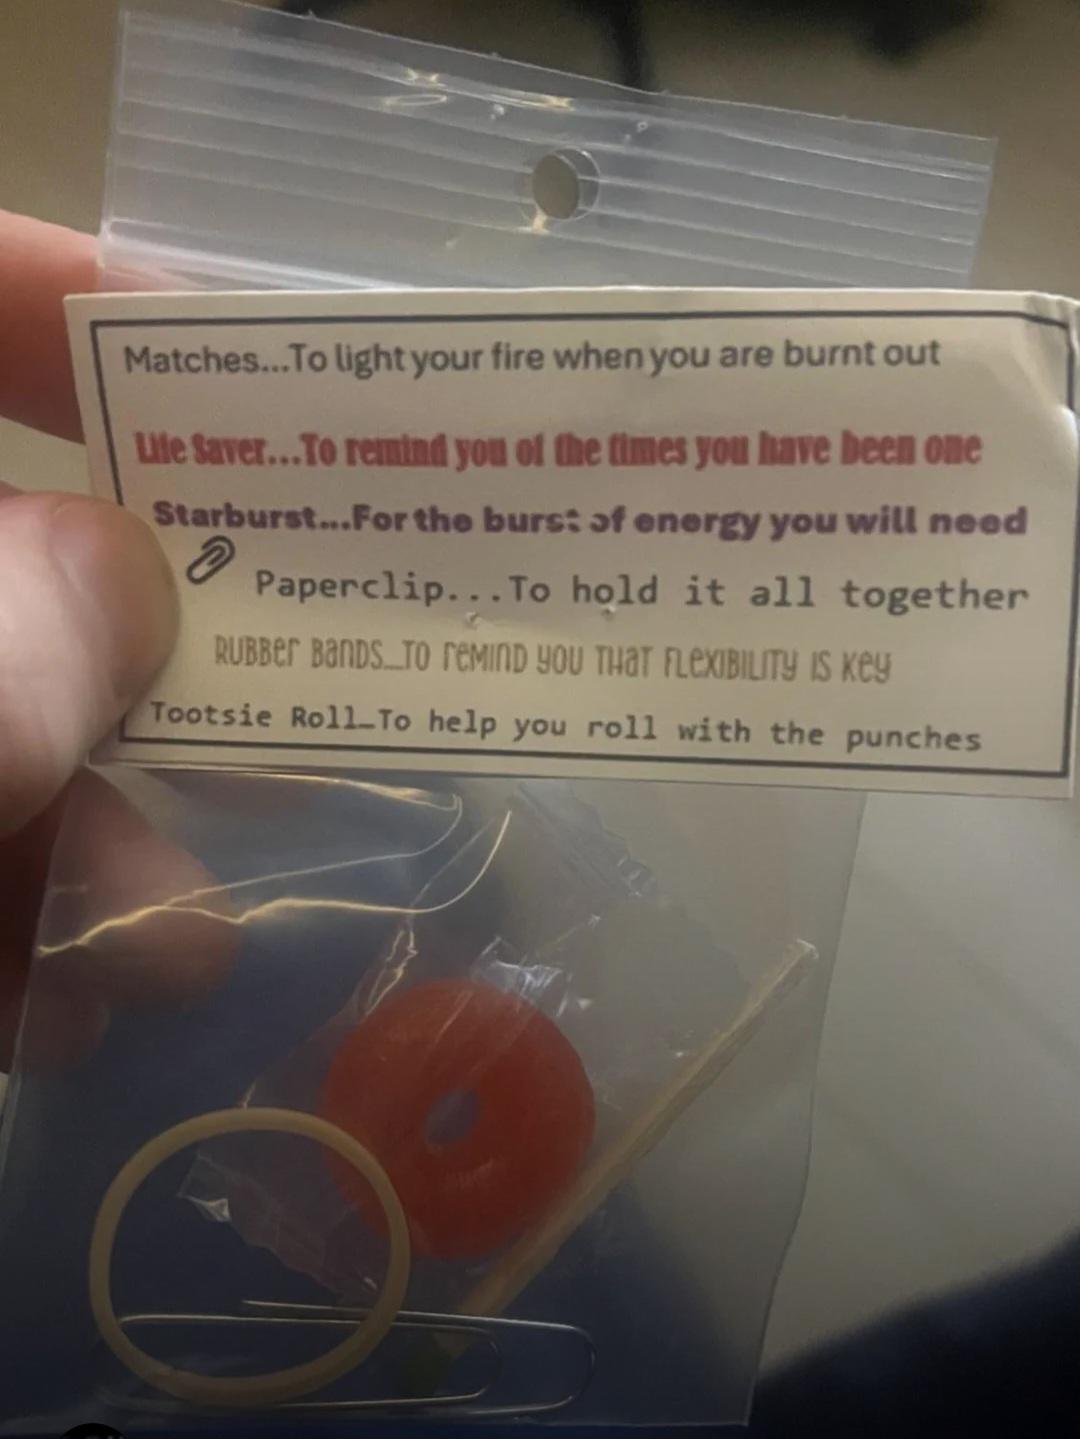 Matches...To light your fire when you are burnt out
Life Saver...To remind you of the times you have been one
Starburst...For the burst of energy you will need
Paperclip...To hold it all together
RUBBer BanDS...TO reMIND YOU THaT FLEXIBILITY IS Key
Tootsie Roll...To help you roll with the punches